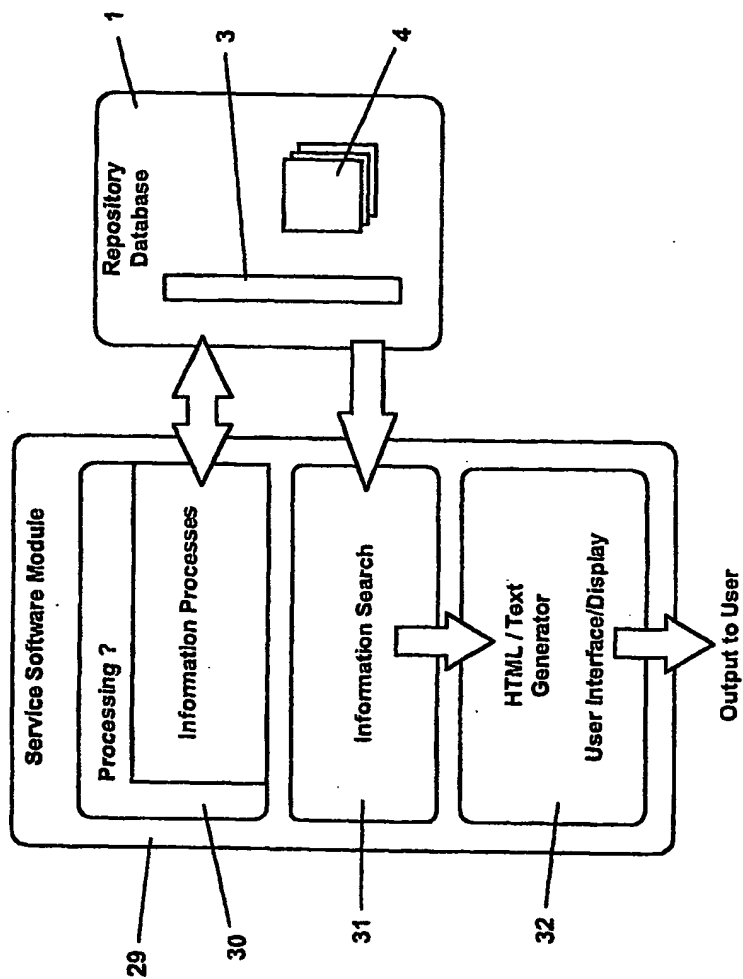 Service Software Module
Processing ?
Information Processes
Information Search
HTML / Text
Generator
User Interface/Display
Output to User
Repository
Database
1
3
4
29
30
31
32